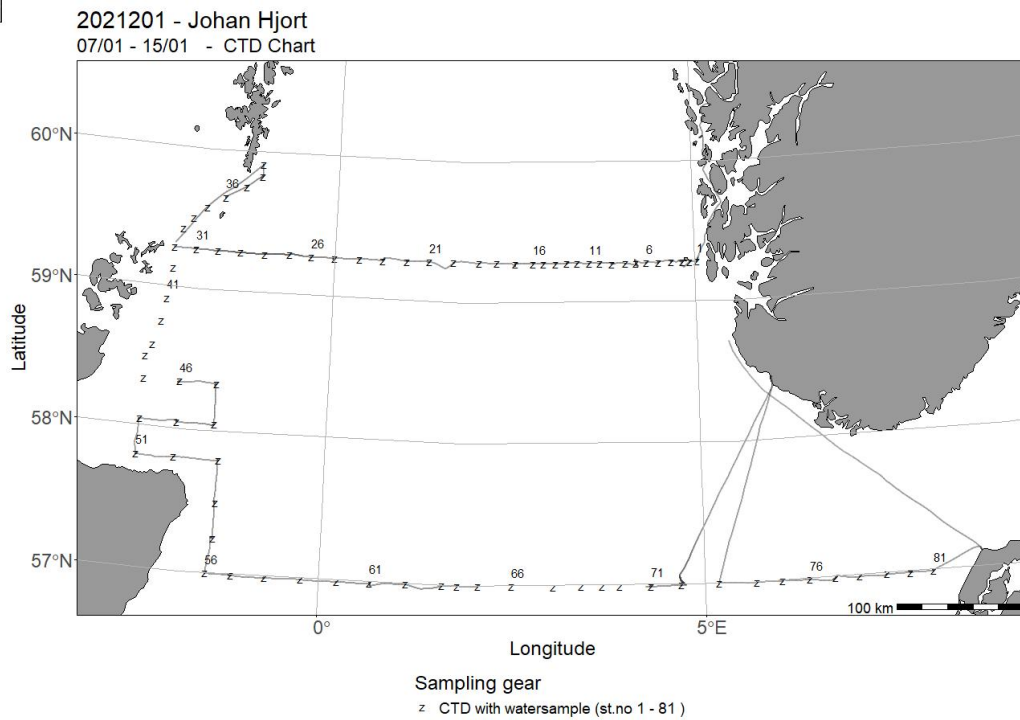 2021201 - Johan Hjort
07/01 - 15/01 - CTD Chart
60°N
36
31 26 21 16 11 6 1
59°N
41
46
58°N
51
57°N
56 61 66 71 76 81
100 km
0° 5°E
Latitude
Longitude
Sampling gear
z CTD with watersample (st.no 1 - 81 )